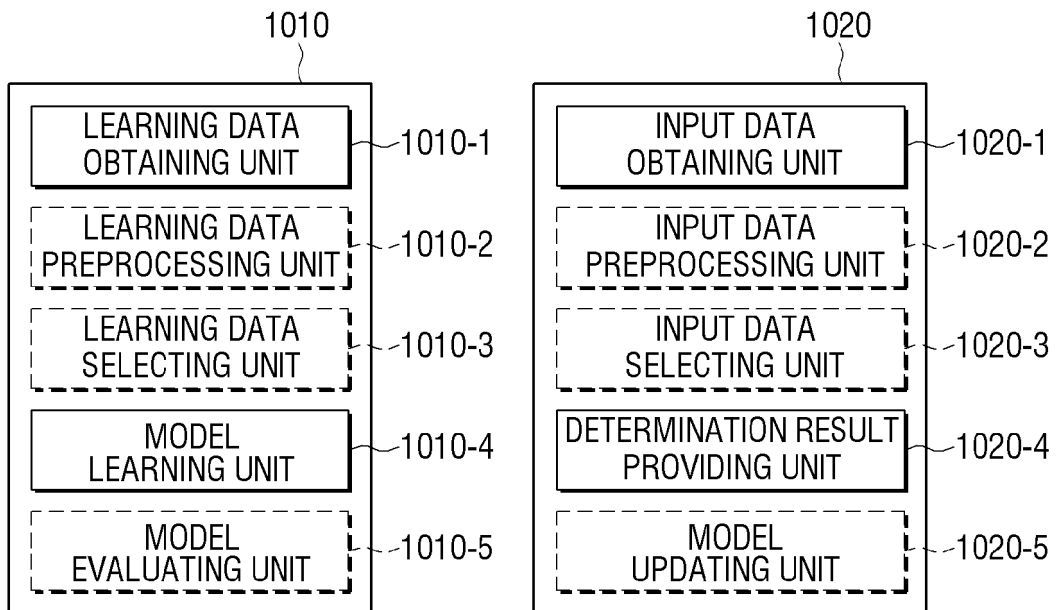 1010
LEARNING DATA
OBTAINING UNIT
1010-1
LEARNING DATA
PREPROCESSING UNIT
1010-2
LEARNING DATA
SELECTING UNIT
1010-3
MODEL
LEARNING UNIT
1010-4
MODEL
EVALUATING UNIT
1010-5
1020
INPUT DATA
OBTAINING UNIT
1020-1
INPUT DATA
PREPROCESSING UNIT
1020-2
INPUT DATA
SELECTING UNIT
1020-3
DETERMINATION RESULT
PROVIDING UNIT
1020-4
MODEL
UPDATING UNIT
1020-5